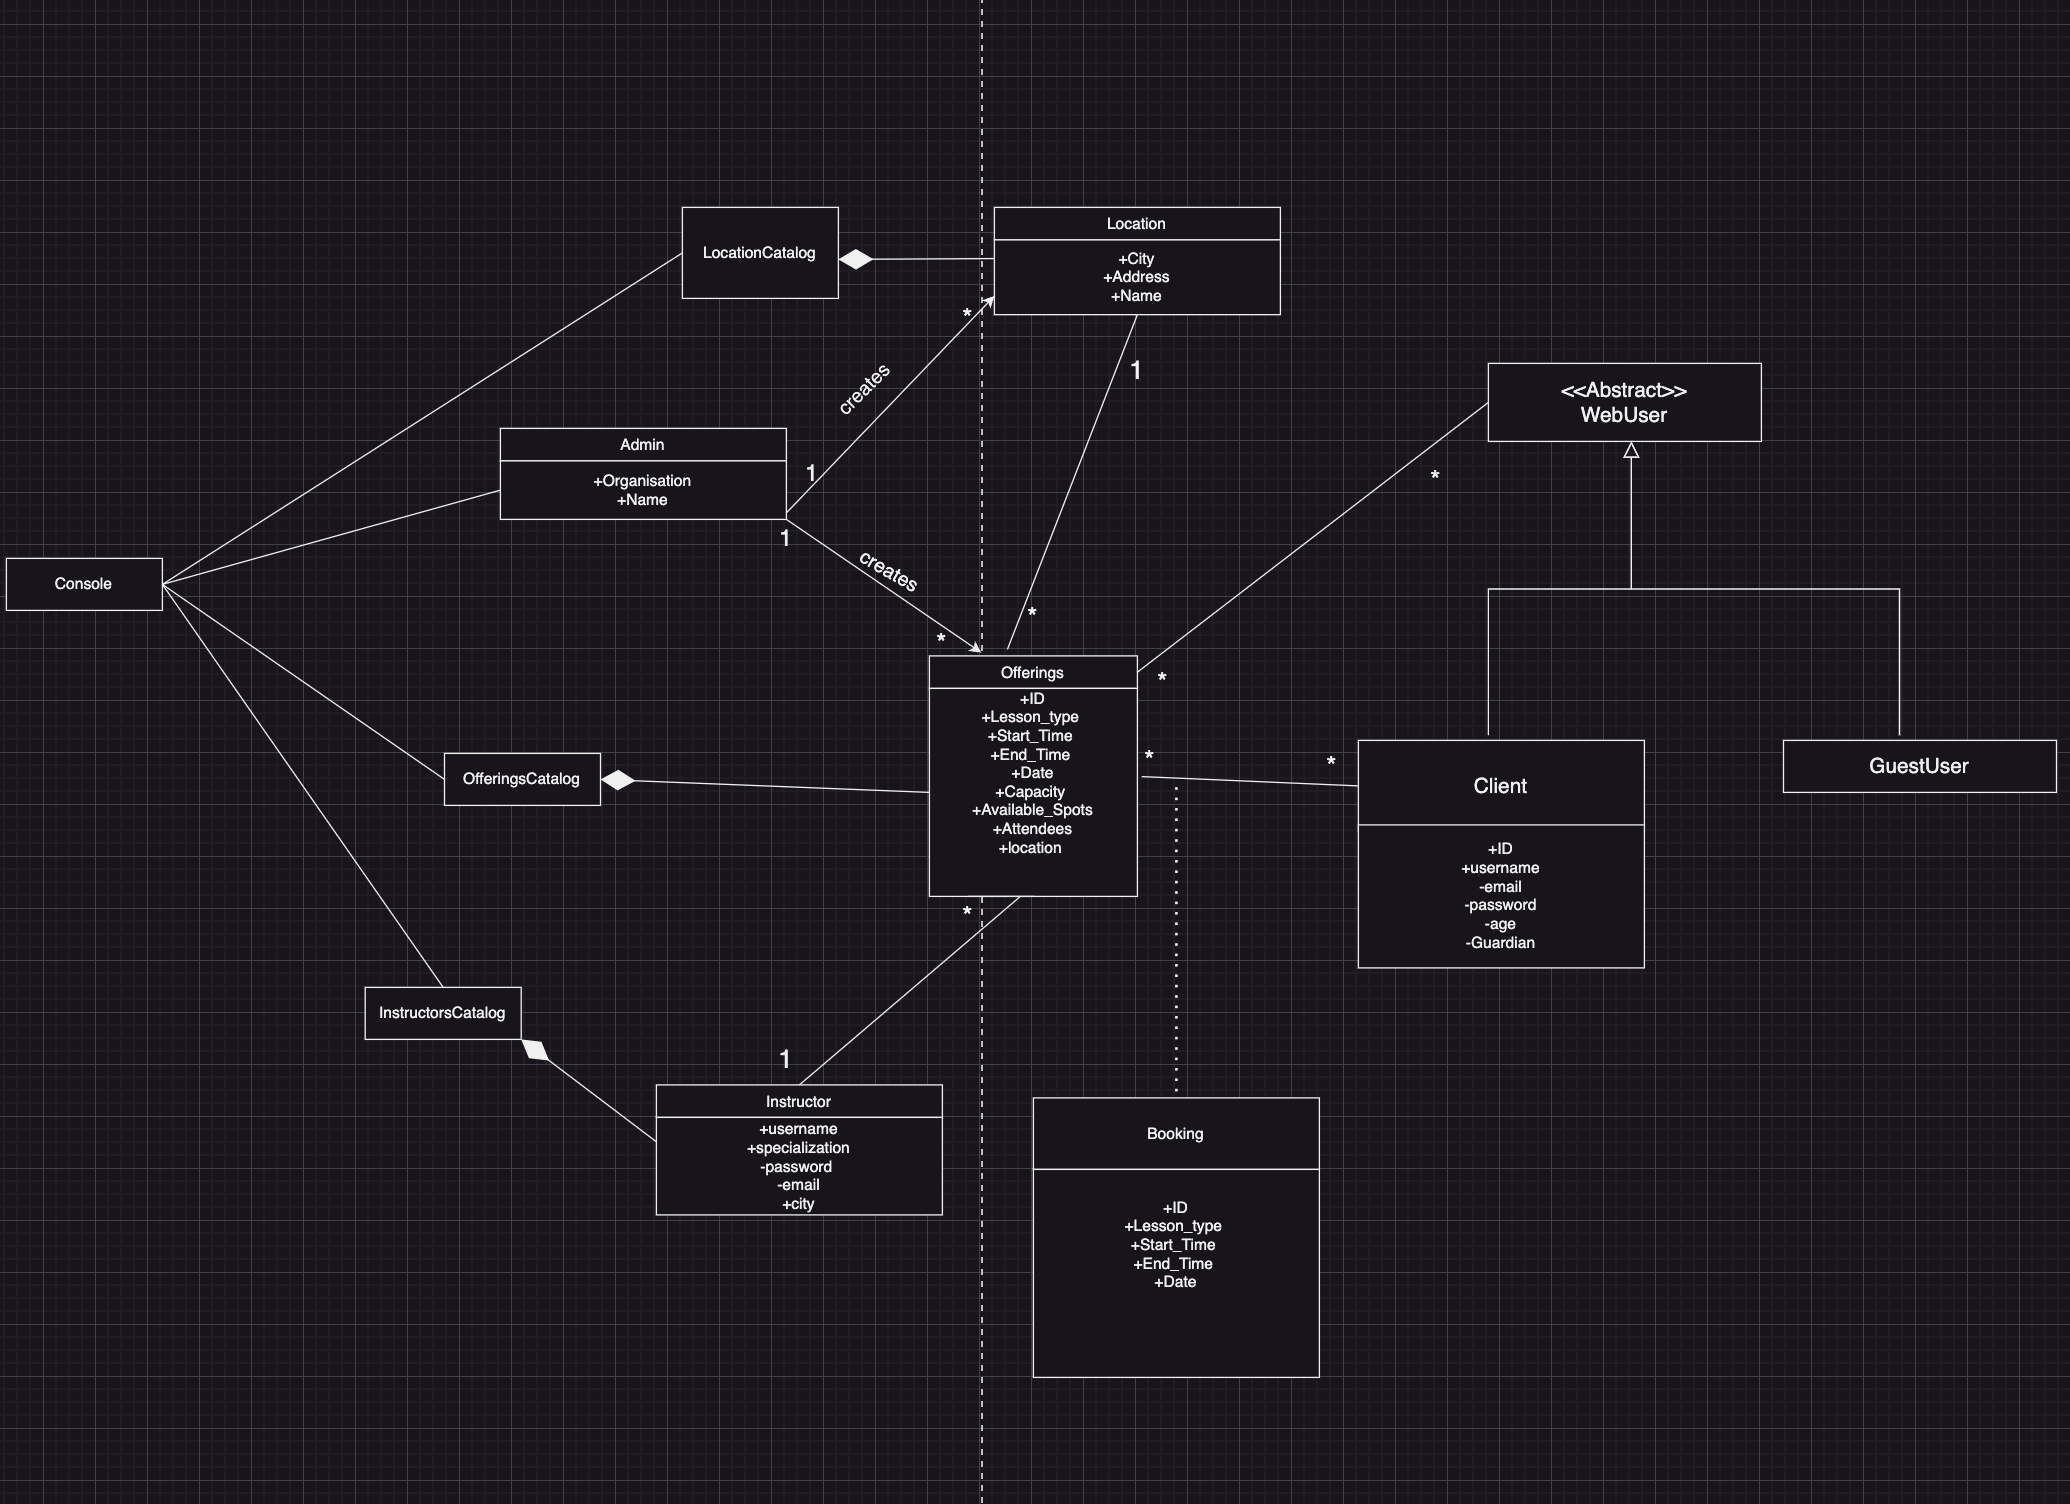 LocationCatalog
Location
+City
+Address
+Name
*
creates
1
1
<<Abstract>>
WebUser
*
Admin
+Organisation
+Name
1
creates
*
*
Console
Offerings
+ID
+Lesson_type
+Start_Time
+End_Time
+Date
+Capacity
+Available_Spots
+Attendees
+location
*
*
*
Client
+ID
+username
-email
-password
-age
-Guardian
GuestUser
OfferingsCatalog
*
InstructorsCatalog
1
Instructor
+username
+specialization
-password
-email
+city
Booking
+ID
+Lesson_type
+Start_Time
+End_Time
+Date